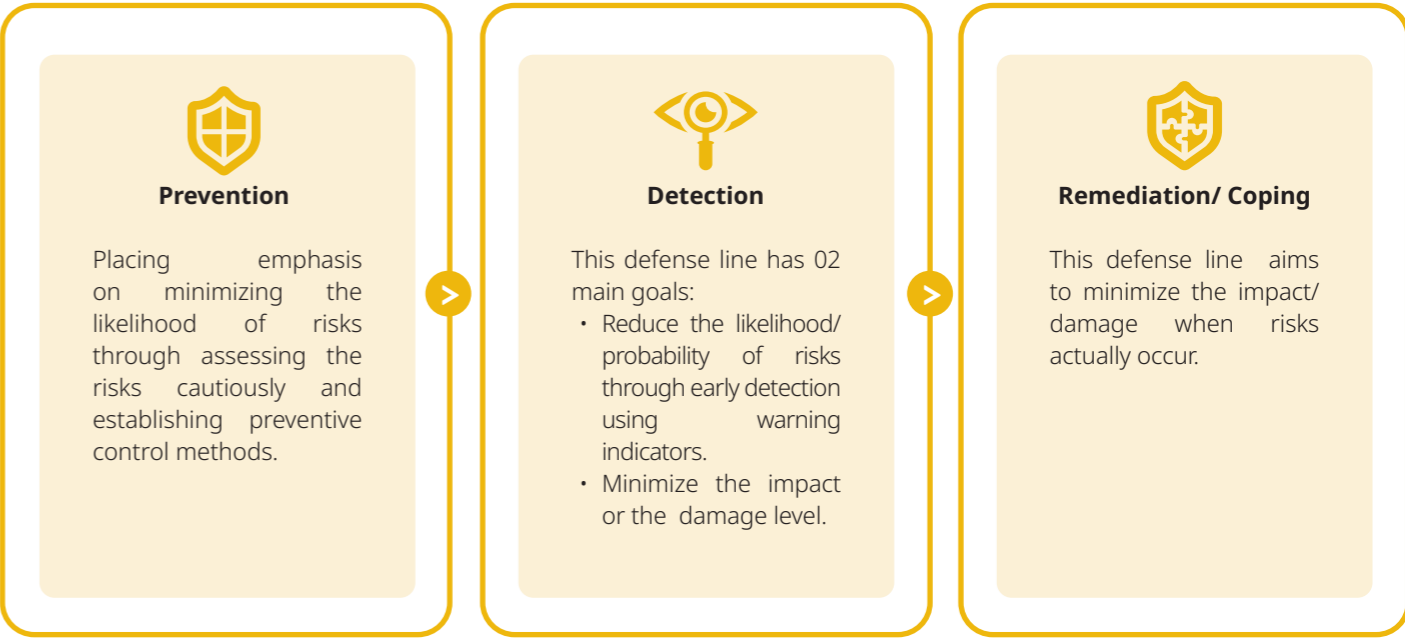 Prevention
Placing emphasis
on minimizing the
likelihood of risks
through assessing the
risks cautiously and
establishing preventive
control methods.
Detection
This defense line has 02
main goals:
• Reduce the likelihood/
probability of risks
through early detection
using warning
indicators.
• Minimize the impact
or the damage level.
Remediation/ Coping
This defense line aims
to minimize the impact/
damage when risks
actually occur.